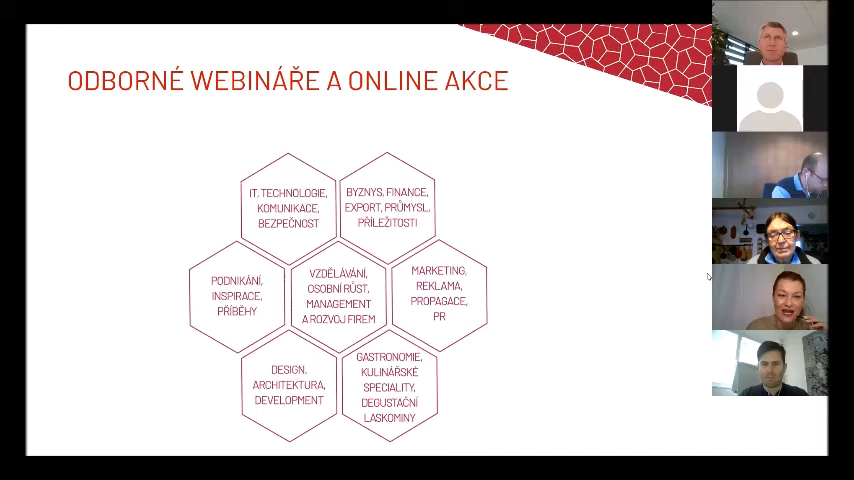 ODBORNÉ WEBINÁŘE A ONLINE AKCE
IT, TECHNOLOGIE,
KOMUNIKACE,
BEZPEČNOST
BYZNYS, FINANCE,
EXPORT, PRŮMYSL,
PŘÍLEŽITOSTI
PODNIKÁNÍ,
INSPIRACE,
PŘÍBĚHY
VZDĚLÁVÁNÍ,
OSOBNÍ RŮST,
MANAGEMENT
A ROZVOJ FIREM
MARKETING,
REKLAMA,
PROPAGACE,
PR
DESIGN,
ARCHITEKTURA,
DEVELOPMENT
GASTRONOMIE,
KULINÁŘSKÉ
SPECIALITY,
DEGUSTAČNÍ
LASKOMINY